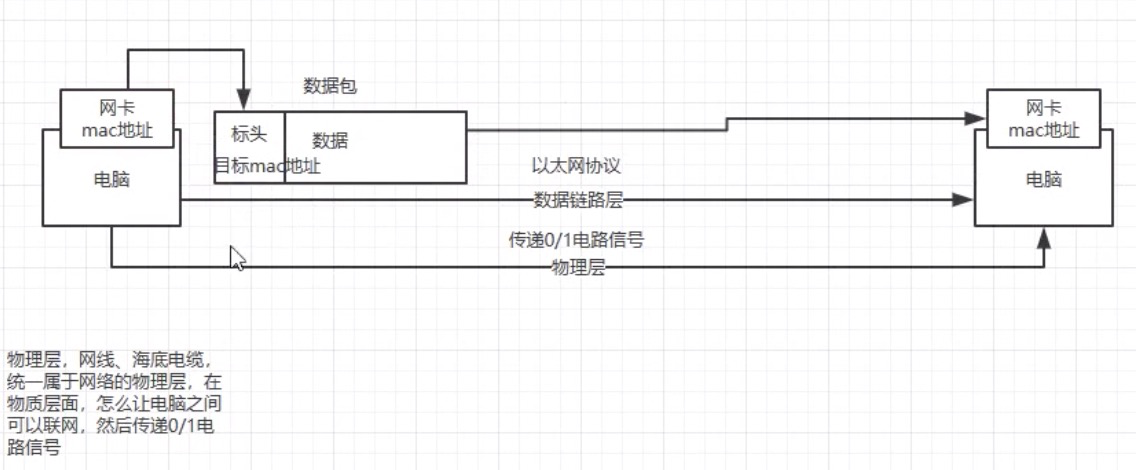 数据包
网卡
mac地址
电脑
标头
数据
目标mac地址
网卡
mac地址
电脑
以太网协议
数据链路层
传递0/1电路信号
物理层
物理层，网线、海底电缆，
统一属于网络的物理层，在
物质层面，怎么让电脑之间
可以联网，然后传递0/1电
路信号